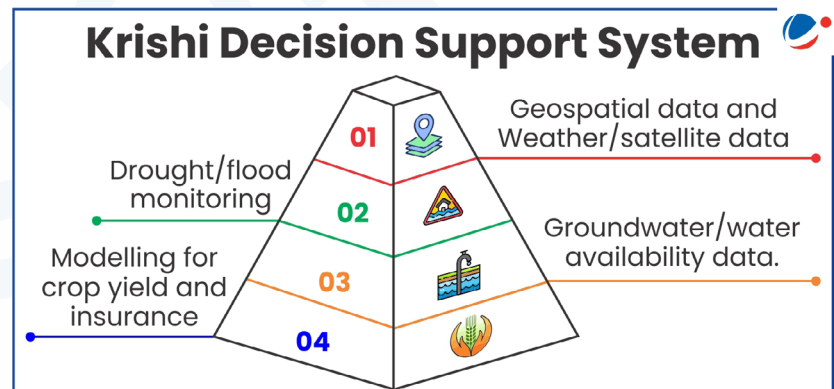 Krishi Decision Support System
01
Geospatial data and
Weather/satellite data
Drought/flood
monitoring
02
Groundwater/water
availability data.
03
Modelling for
crop yield and
insurance
04